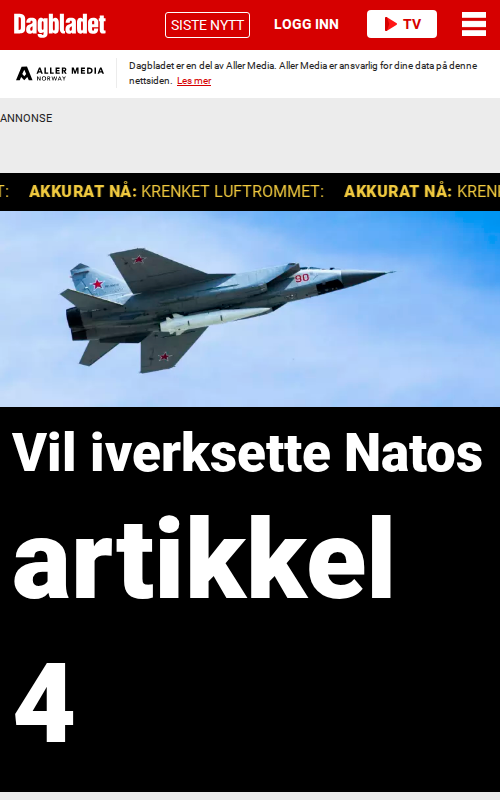 Dagbladet
SISTE NYTT
LOGG INN
TV
ALLER MEDIA
NORWAY
Dagbladet er en del av Aller Media. Aller Media er ansvarlig for dine data på denne
nettsiden. Les mer
ANNONSE
T: AKKURAT NÅ: KRENKET LUFTROMMET: AKKURAT NÅ: KREN
90
Vil iverksette Natos
artikkel
4